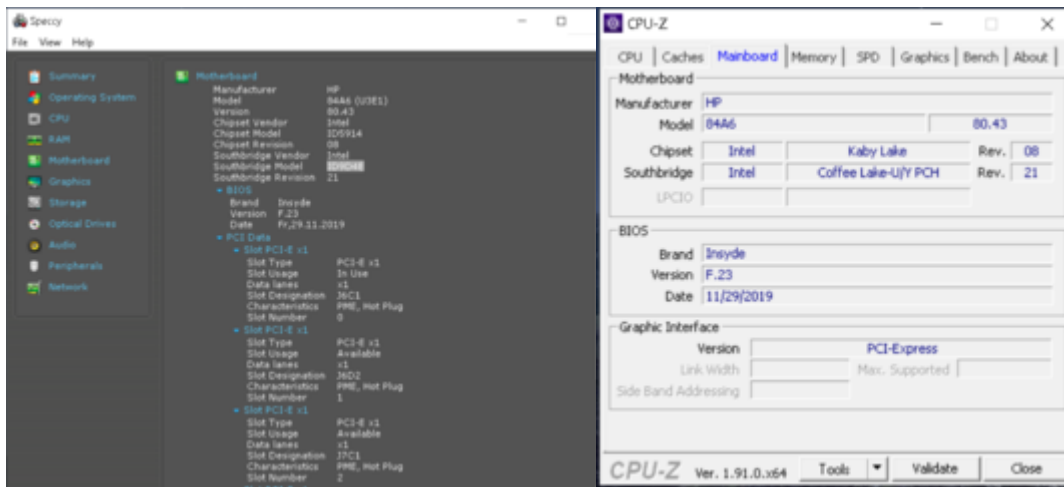 Speccy
File View Help
Summary
Operating System
CPU
RAM
Motherboard
Graphics
Storage
Optical Drives
Audio
Peripherals
Network
Motherboard
Manufacturer HP
Model 84A6 (U3E1)
Version 80.43
Chipset Vendor Intel
Chipset Model ID5914
Chipset Revision 08
Southbridge Vendor Intel
Southbridge Model ID9D48
Southbridge Revision 21
BIOS
Brand Insyde
Version F.23
Date Fr,29.11.2019
PCI Data
Slot PCI-E x1
Slot Type PCI-E x1
Slot Usage In Use
Data lanes x1
Slot Designation J6C1
Characteristics PME, Hot Plug
Slot Number 0
Slot PCI-E x1
Slot Type PCI-E x1
Slot Usage Available
Data lanes x1
Slot Designation J6D2
Characteristics PME, Hot Plug
Slot Number 1
Slot PCI-E x1
Slot Type PCI-E x1
Slot Usage Available
Data lanes x1
Slot Designation J7C1
Characteristics PME, Hot Plug
Slot Number 2
CPU-Z
CPU Caches Mainboard Memory SPD Graphics Bench About
Motherboard
Manufacturer HP
Model 84A6 80.43
Chipset Intel Kaby Lake Rev. 08
Southbridge Intel Coffee Lake-U/Y PCH Rev. 21
LPCIO
BIOS
Brand Insyde
Version F.23
Date 11/29/2019
Graphic Interface
Version PCI-Express
Link Width Max. Supported
Side Band Addressing
CPU-Z Ver. 1.91.0.x64 Tools Validate Close